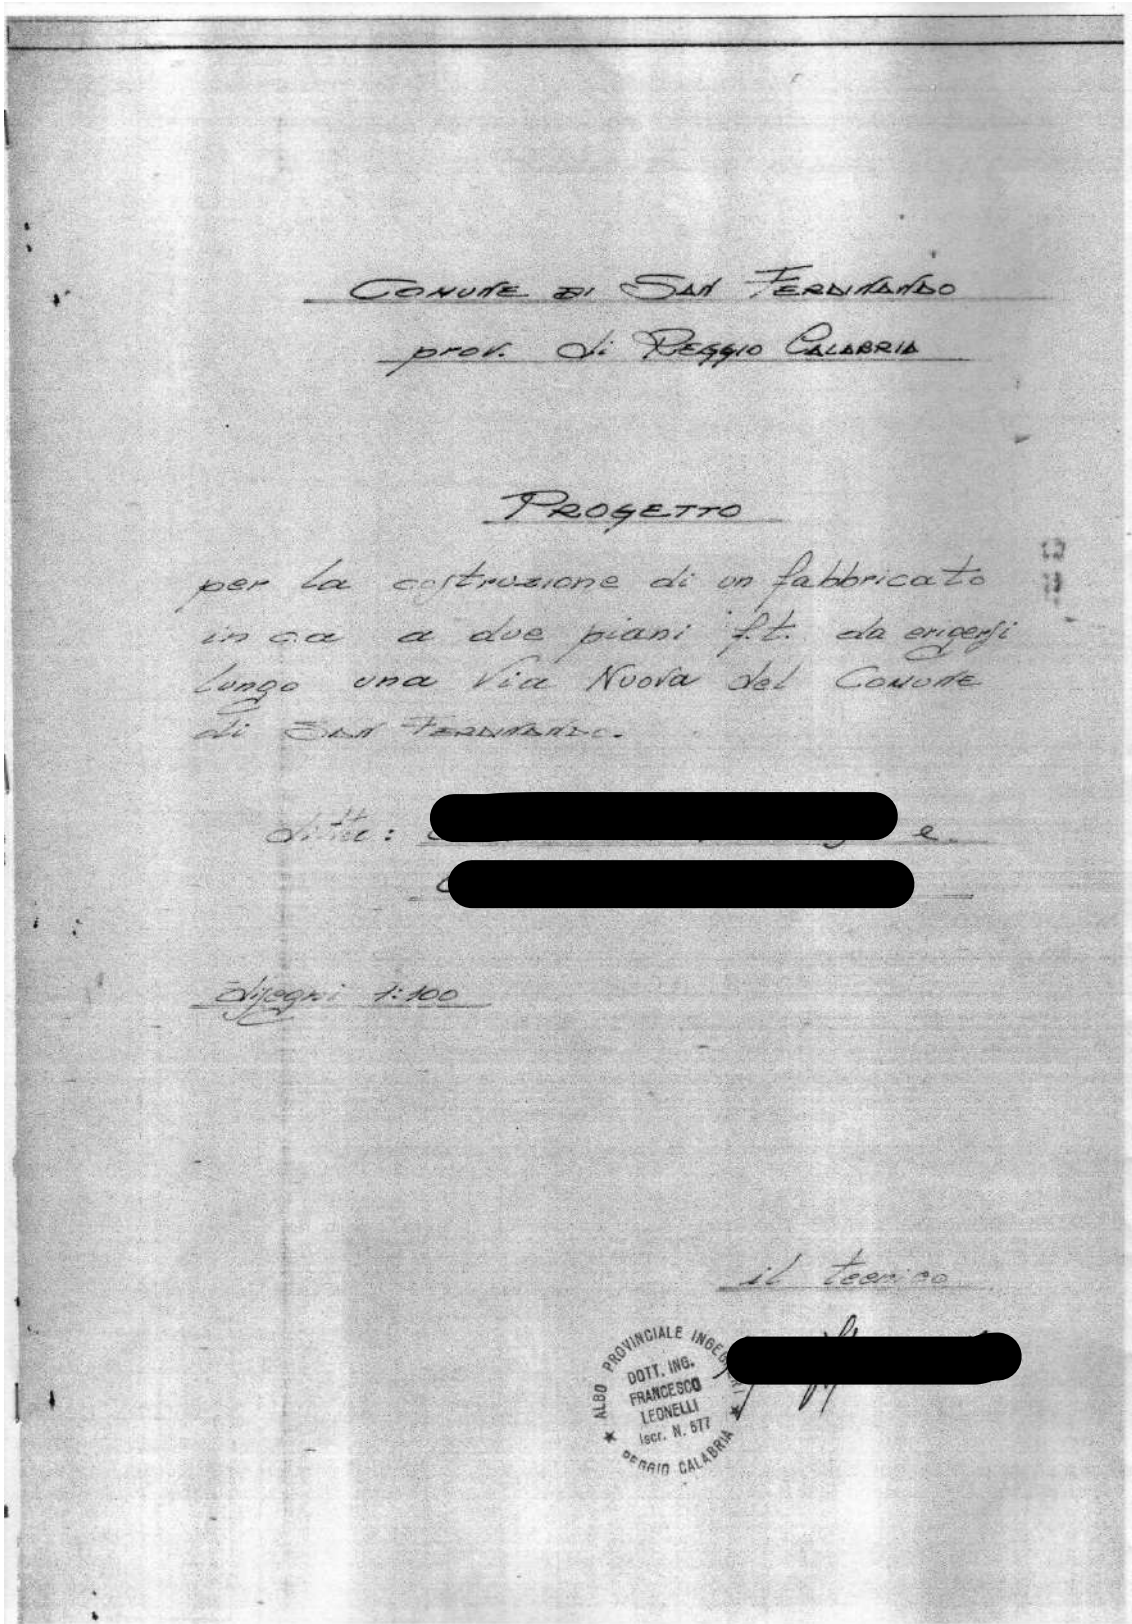 COMUNE DI SAN FERDINANDO
prov. di REGGIO CALABRIA
PROGETTO
per la costruzione di un fabbricato
in c.a a due piani f.t. da erigersi
lungo una Via Nuova del COMUNE
di SAN FERDINANDO.
ditta: e
disegni 1:100
il tecnico
ALBO PROVINCIALE INGEGNERI
DOTT. ING.
FRANCESCO
LEONELLI
Iscr. N. 577
REGGIO CALABRIA